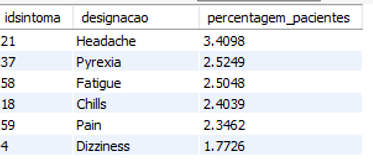 idsintoma designacao percentagem_pacientes
21 Headache 3.4098
37 Pyrexia 2.5249
58 Fatigue 2.5048
18 Chills 2.4039
59 Pain 2.3462
4 Dizziness 1.7726